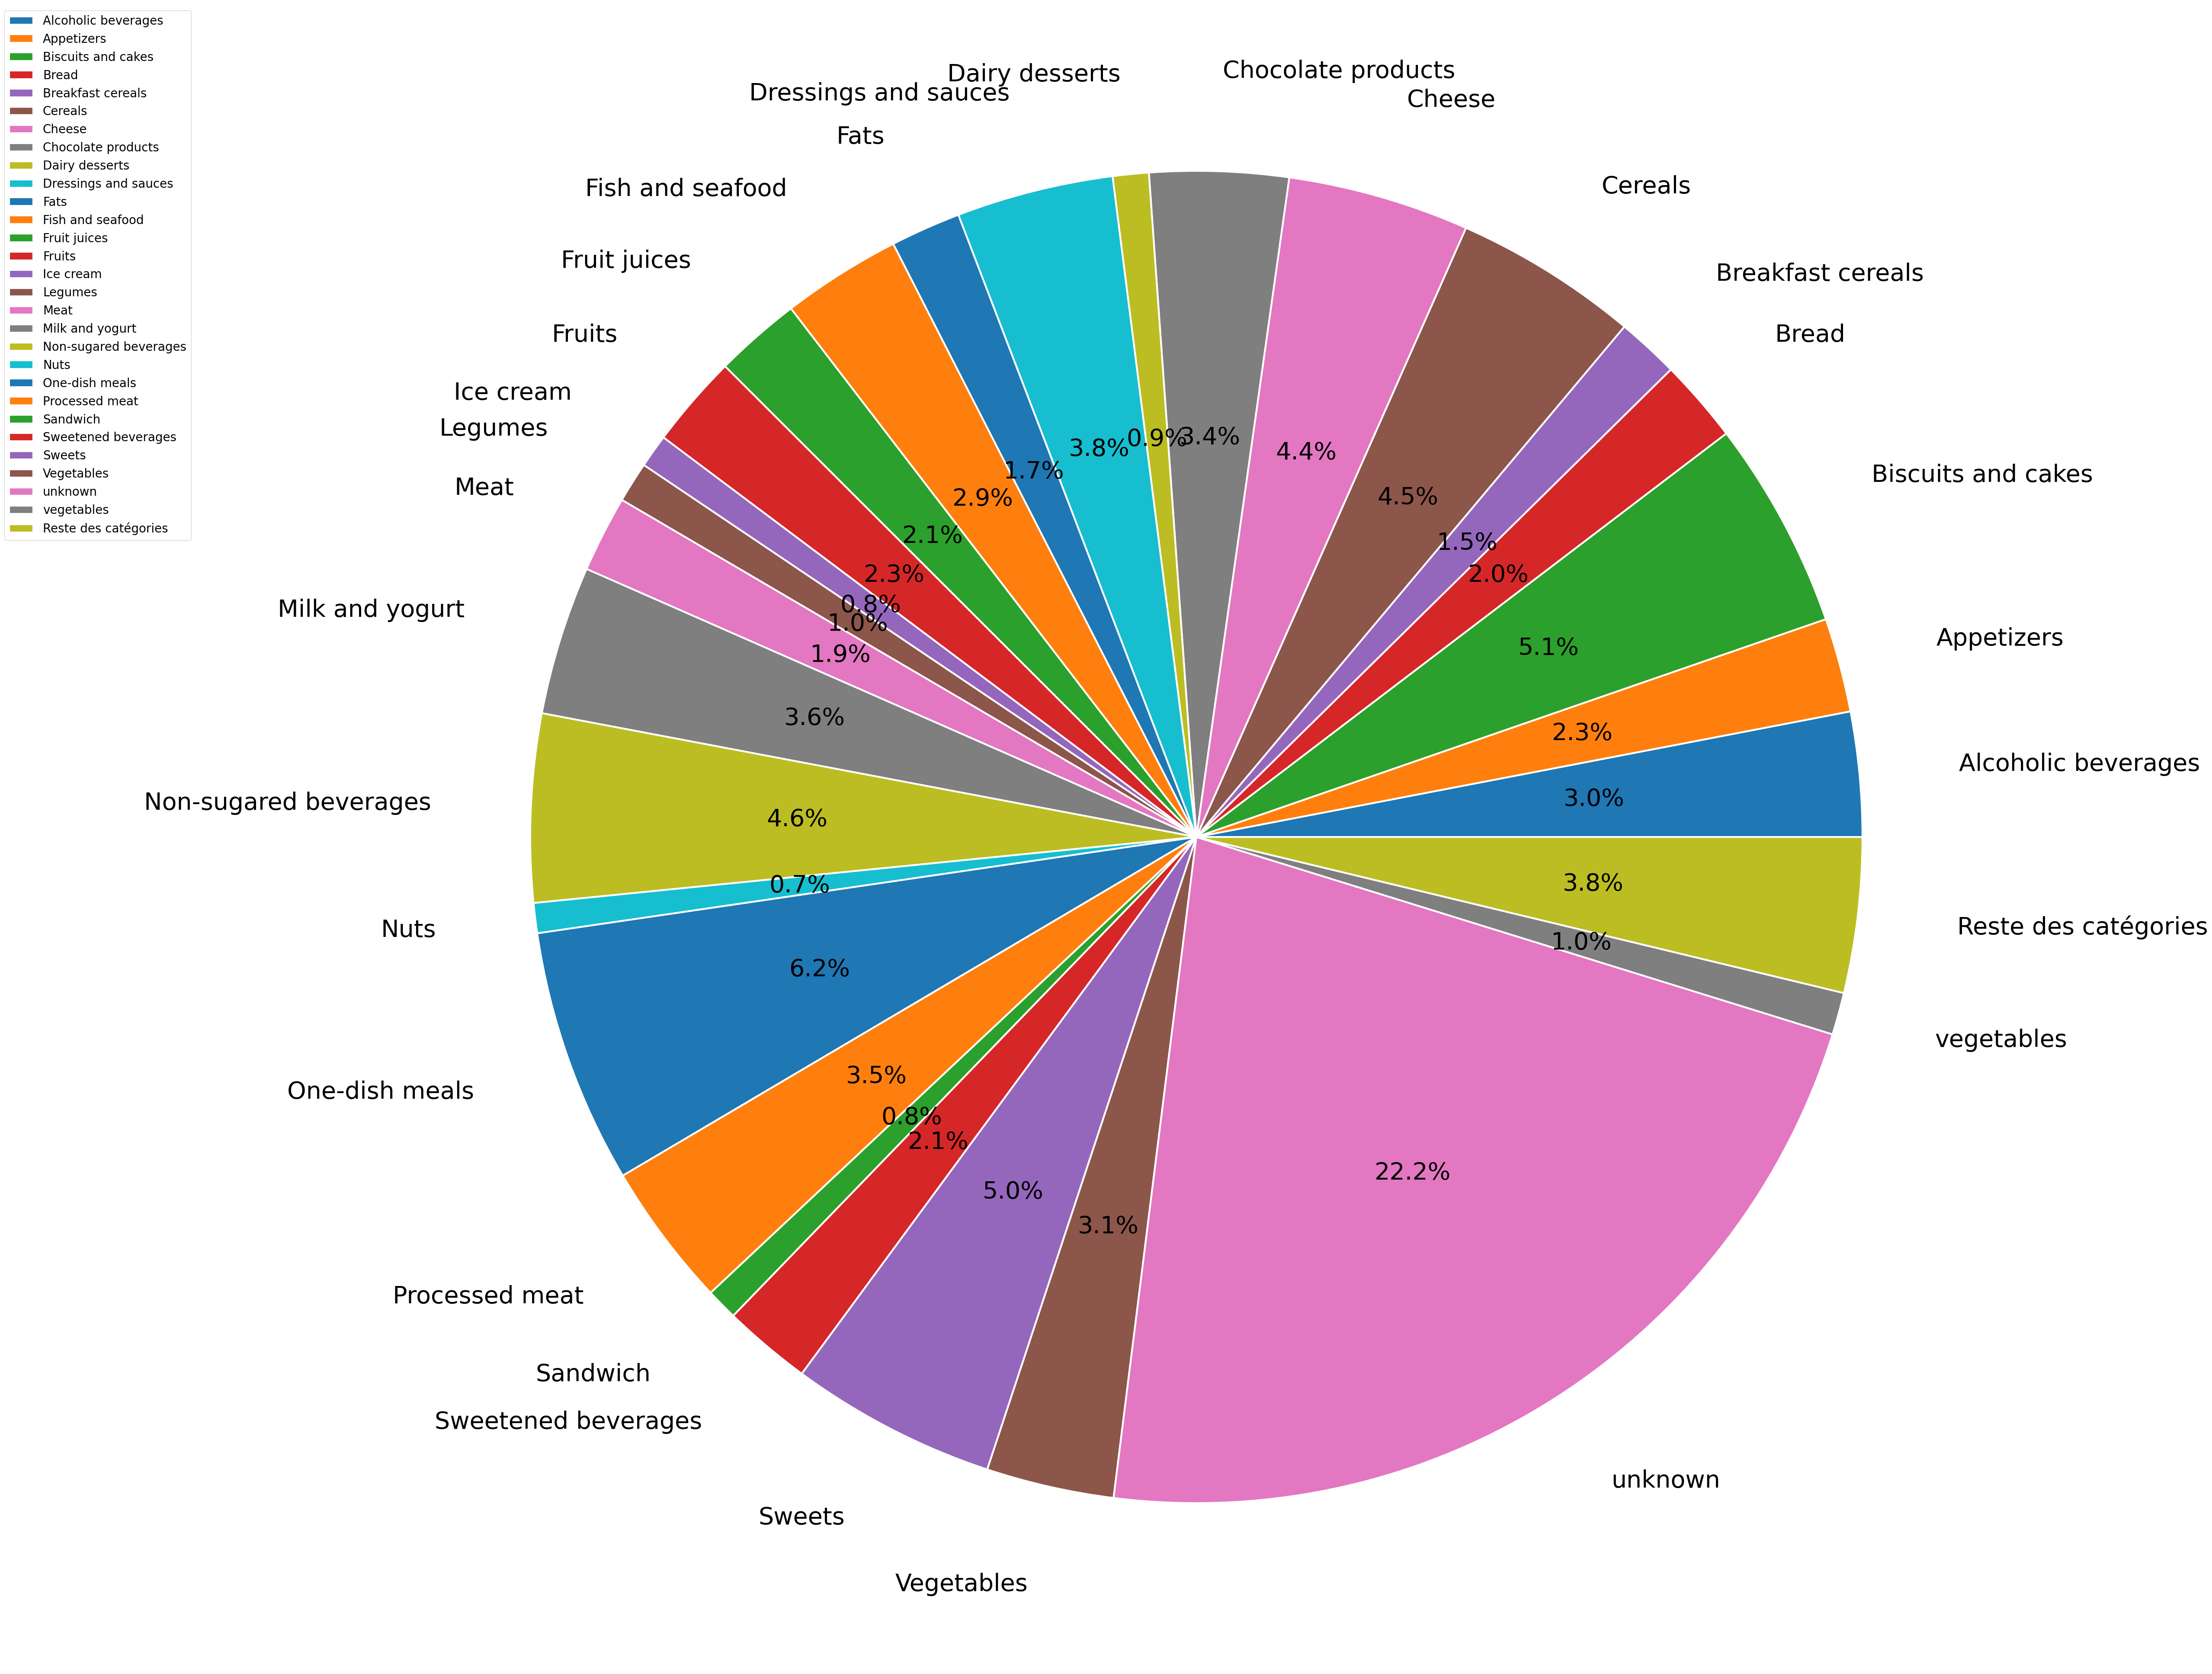 Alcoholic beverages
Appetizers
Biscuits and cakes
Bread
Breakfast cereals
Cereals
Cheese
Chocolate products
Dairy desserts
Dressings and sauces
Fats
Fish and seafood
Fruit juices
Fruits
Ice cream
Legumes
Meat
Milk and yogurt
Non-sugared beverages
Nuts
One-dish meals
Processed meat
Sandwich
Sweetened beverages
Sweets
Vegetables
unknown
vegetables
Reste des catégories
Alcoholic beverages
3.0%
Appetizers
2.3%
Biscuits and cakes
5.1%
Bread
2.0%
Breakfast cereals
1.5%
Cereals
4.5%
Cheese
4.4%
Chocolate products
3.4%
Dairy desserts
0.9%
Dressings and sauces
3.8%
Fats
1.7%
Fish and seafood
2.9%
Fruit juices
2.1%
Fruits
2.3%
Ice cream
0.8%
Legumes
1.0%
Meat
1.9%
Milk and yogurt
3.6%
Non-sugared beverages
4.6%
Nuts
0.7%
One-dish meals
6.2%
Processed meat
3.5%
Sandwich
0.8%
Sweetened beverages
2.1%
Sweets
5.0%
Vegetables
3.1%
unknown
22.2%
vegetables
1.0%
Reste des catégories
3.8%